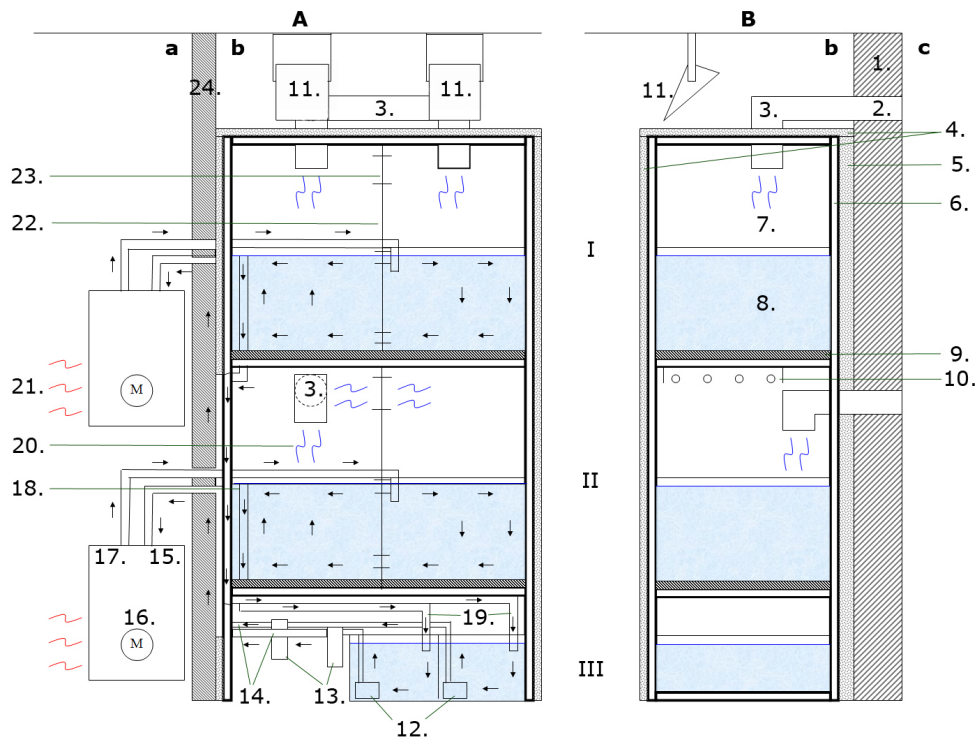 A B
a b b c
24. 11. 3. 11. 11. 3. 2. 1.
4.
23. 5.
22. 7. 6.
I
8.
21. M 3. 9.
10.
20.
18. II
17. 15.
16. 19.
M
14. 13. III
12.